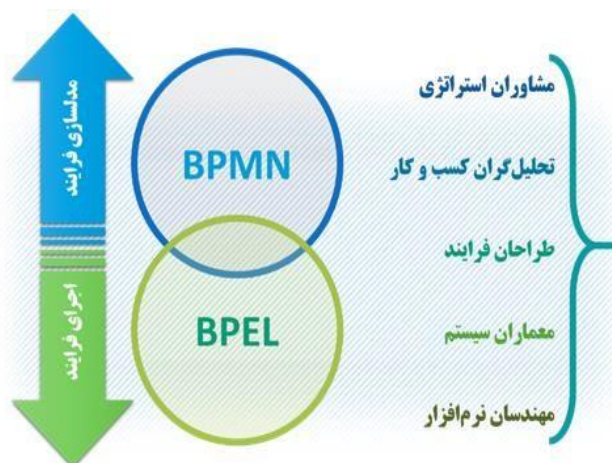 مدلسازی فرایند
اجرای فرایند
BPMN
BPEL
مشاوران استراتژی
تحلیل‌گران کسب و کار
طراحان فرایند
معماران سیستم
مهندسان نرم‌افزار